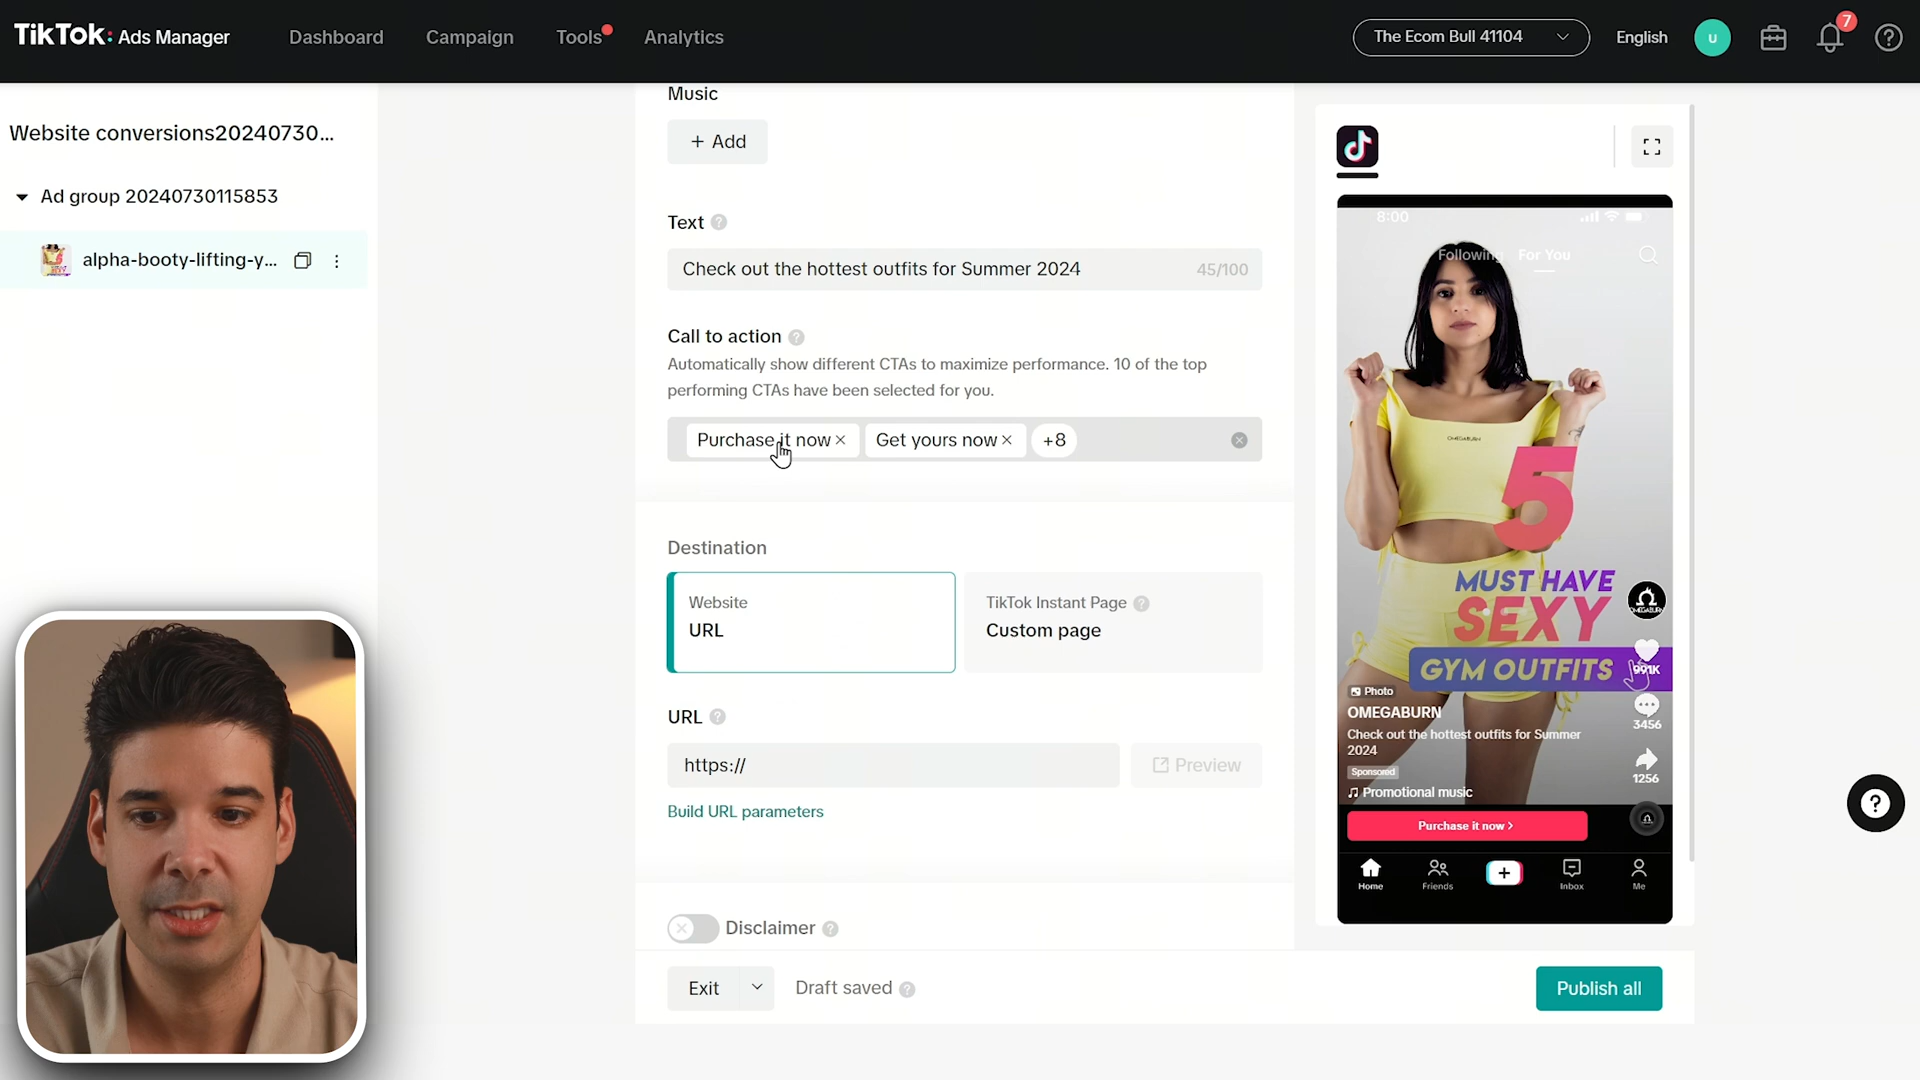 TikTok: Ads Manager
Dashboard
Campaign
Tools
Analytics
The Ecom Bull 41104
English
u
7
Website conversions20240730...
Ad group 20240730115853
alpha-booty-lifting-y...
Music
+ Add
Text
Check out the hottest outfits for Summer 2024
45/100
Call to action
Automatically show different CTAs to maximize performance. 10 of the top
performing CTAs have been selected for you.
Purchase it now
Get yours now
+8
Destination
Website
URL
TikTok Instant Page
Custom page
URL
https://
Preview
Build URL parameters
Disclaimer
Exit
Draft saved
Publish all
8:00
Following
For You
OMEGABURN
5
MUST HAVE
SEXY
GYM OUTFITS
OMEGABURN
991K
Photo
OMEGABURN
3456
Check out the hottest outfits for Summer
2024
Sponsored
1256
Promotional music
Purchase it now >
Home
Friends
Inbox
Me